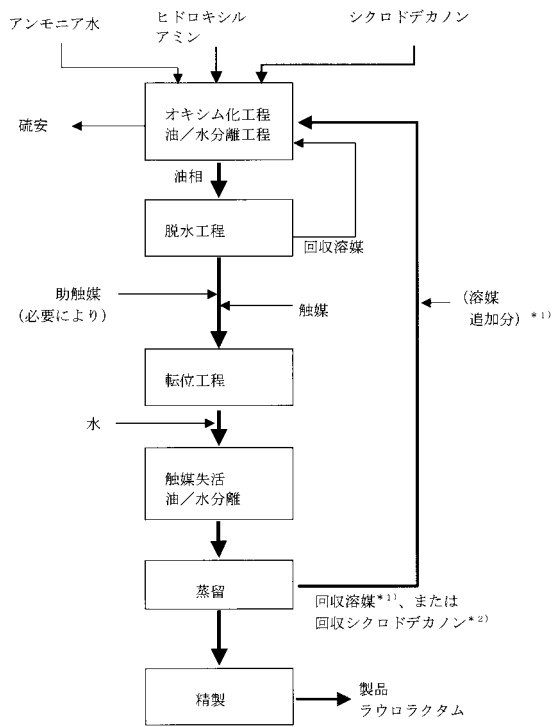 アンモニア水
ヒドロキシル
アミン
シクロドデカノン
オキシム化工程
油／水分離工程
硫安
油相
脱水工程
回収溶媒
助触媒
（必要により）
触媒
（溶媒
追加分）＊１）
転位工程
水
触媒失活
油／水分離
蒸留
回収溶媒＊１）、または
回収シクロドデカノン＊２）
精製
製品
ラウロラクタム